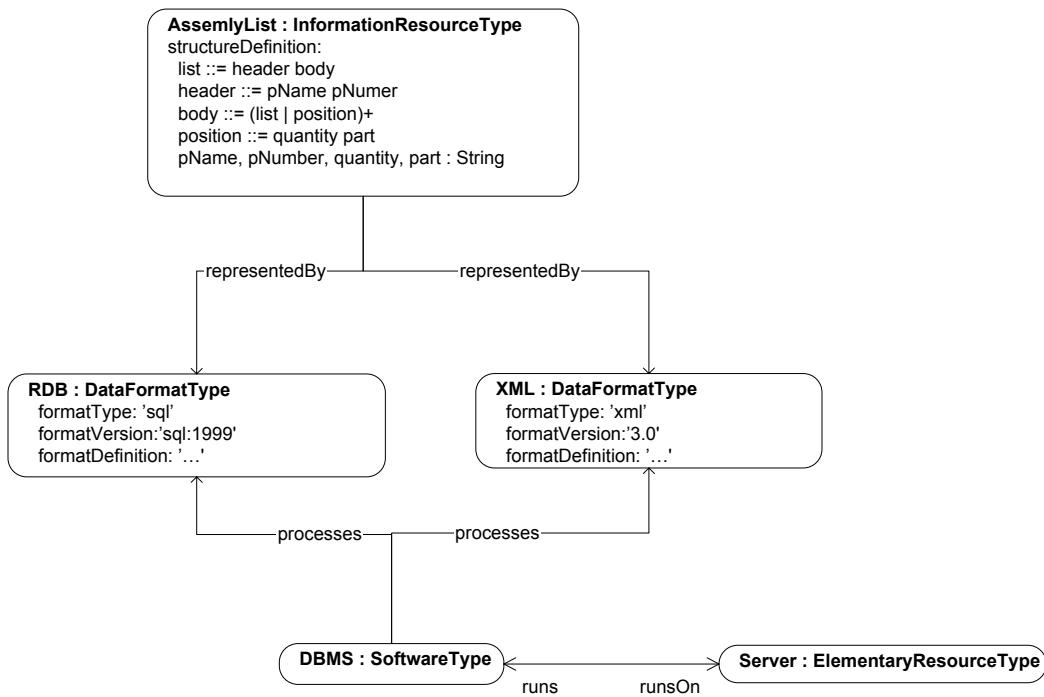 AssemlyList : InformationResourceType
structureDefinition:
list ::= header body
header ::= pName pNumer
body ::= (list | position)+
position ::= quantity part
pName, pNumber, quantity, part : String
representedBy
representedBy
RDB : DataFormatType
formatType: ’sql’
formatVersion:’sql:1999'
formatDefinition: ’…'
XML : DataFormatType
formatType: ’xml’
formatVersion:’3.0'
formatDefinition: ’…'
processes
processes
DBMS : SoftwareType
Server : ElementaryResourceType
runs
runsOn